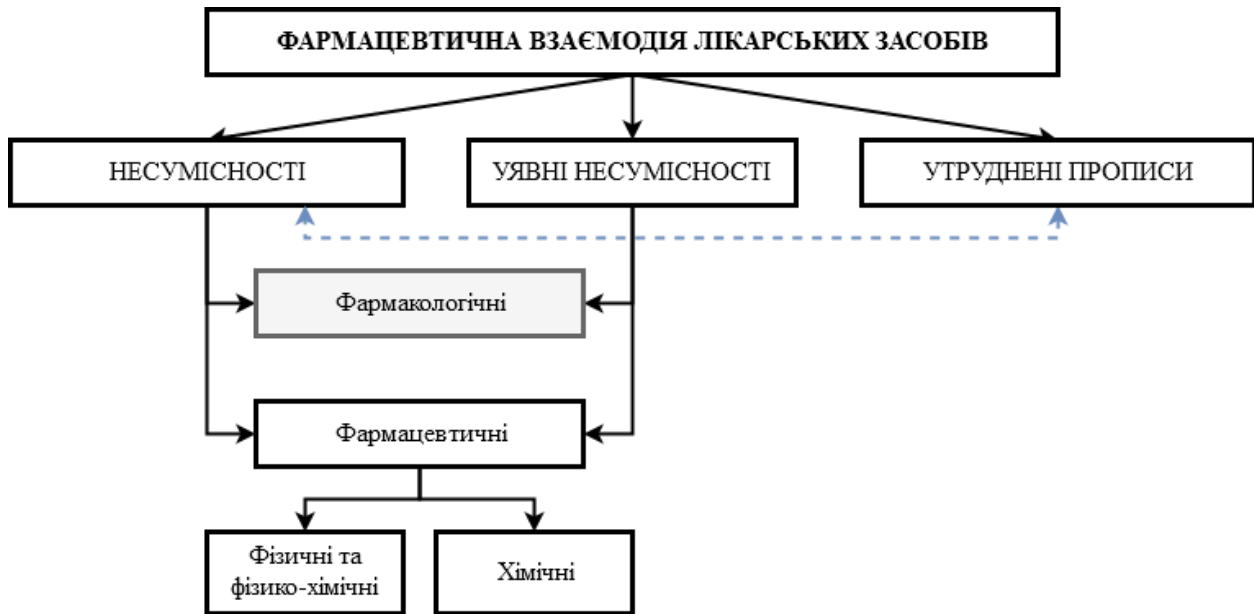 ФАРМАЦЕВТИЧНА ВЗАЄМОДІЯ ЛІКАРСЬКИХ ЗАСОБІВ
НЕСУМІСНОСТІ
УЯВНІ НЕСУМІСНОСТІ
УТРУДНЕНІ ПРОПИСИ
Фармакологічні
Фармацевтичні
Фізичні та
фізико-хімічні
Хімічні